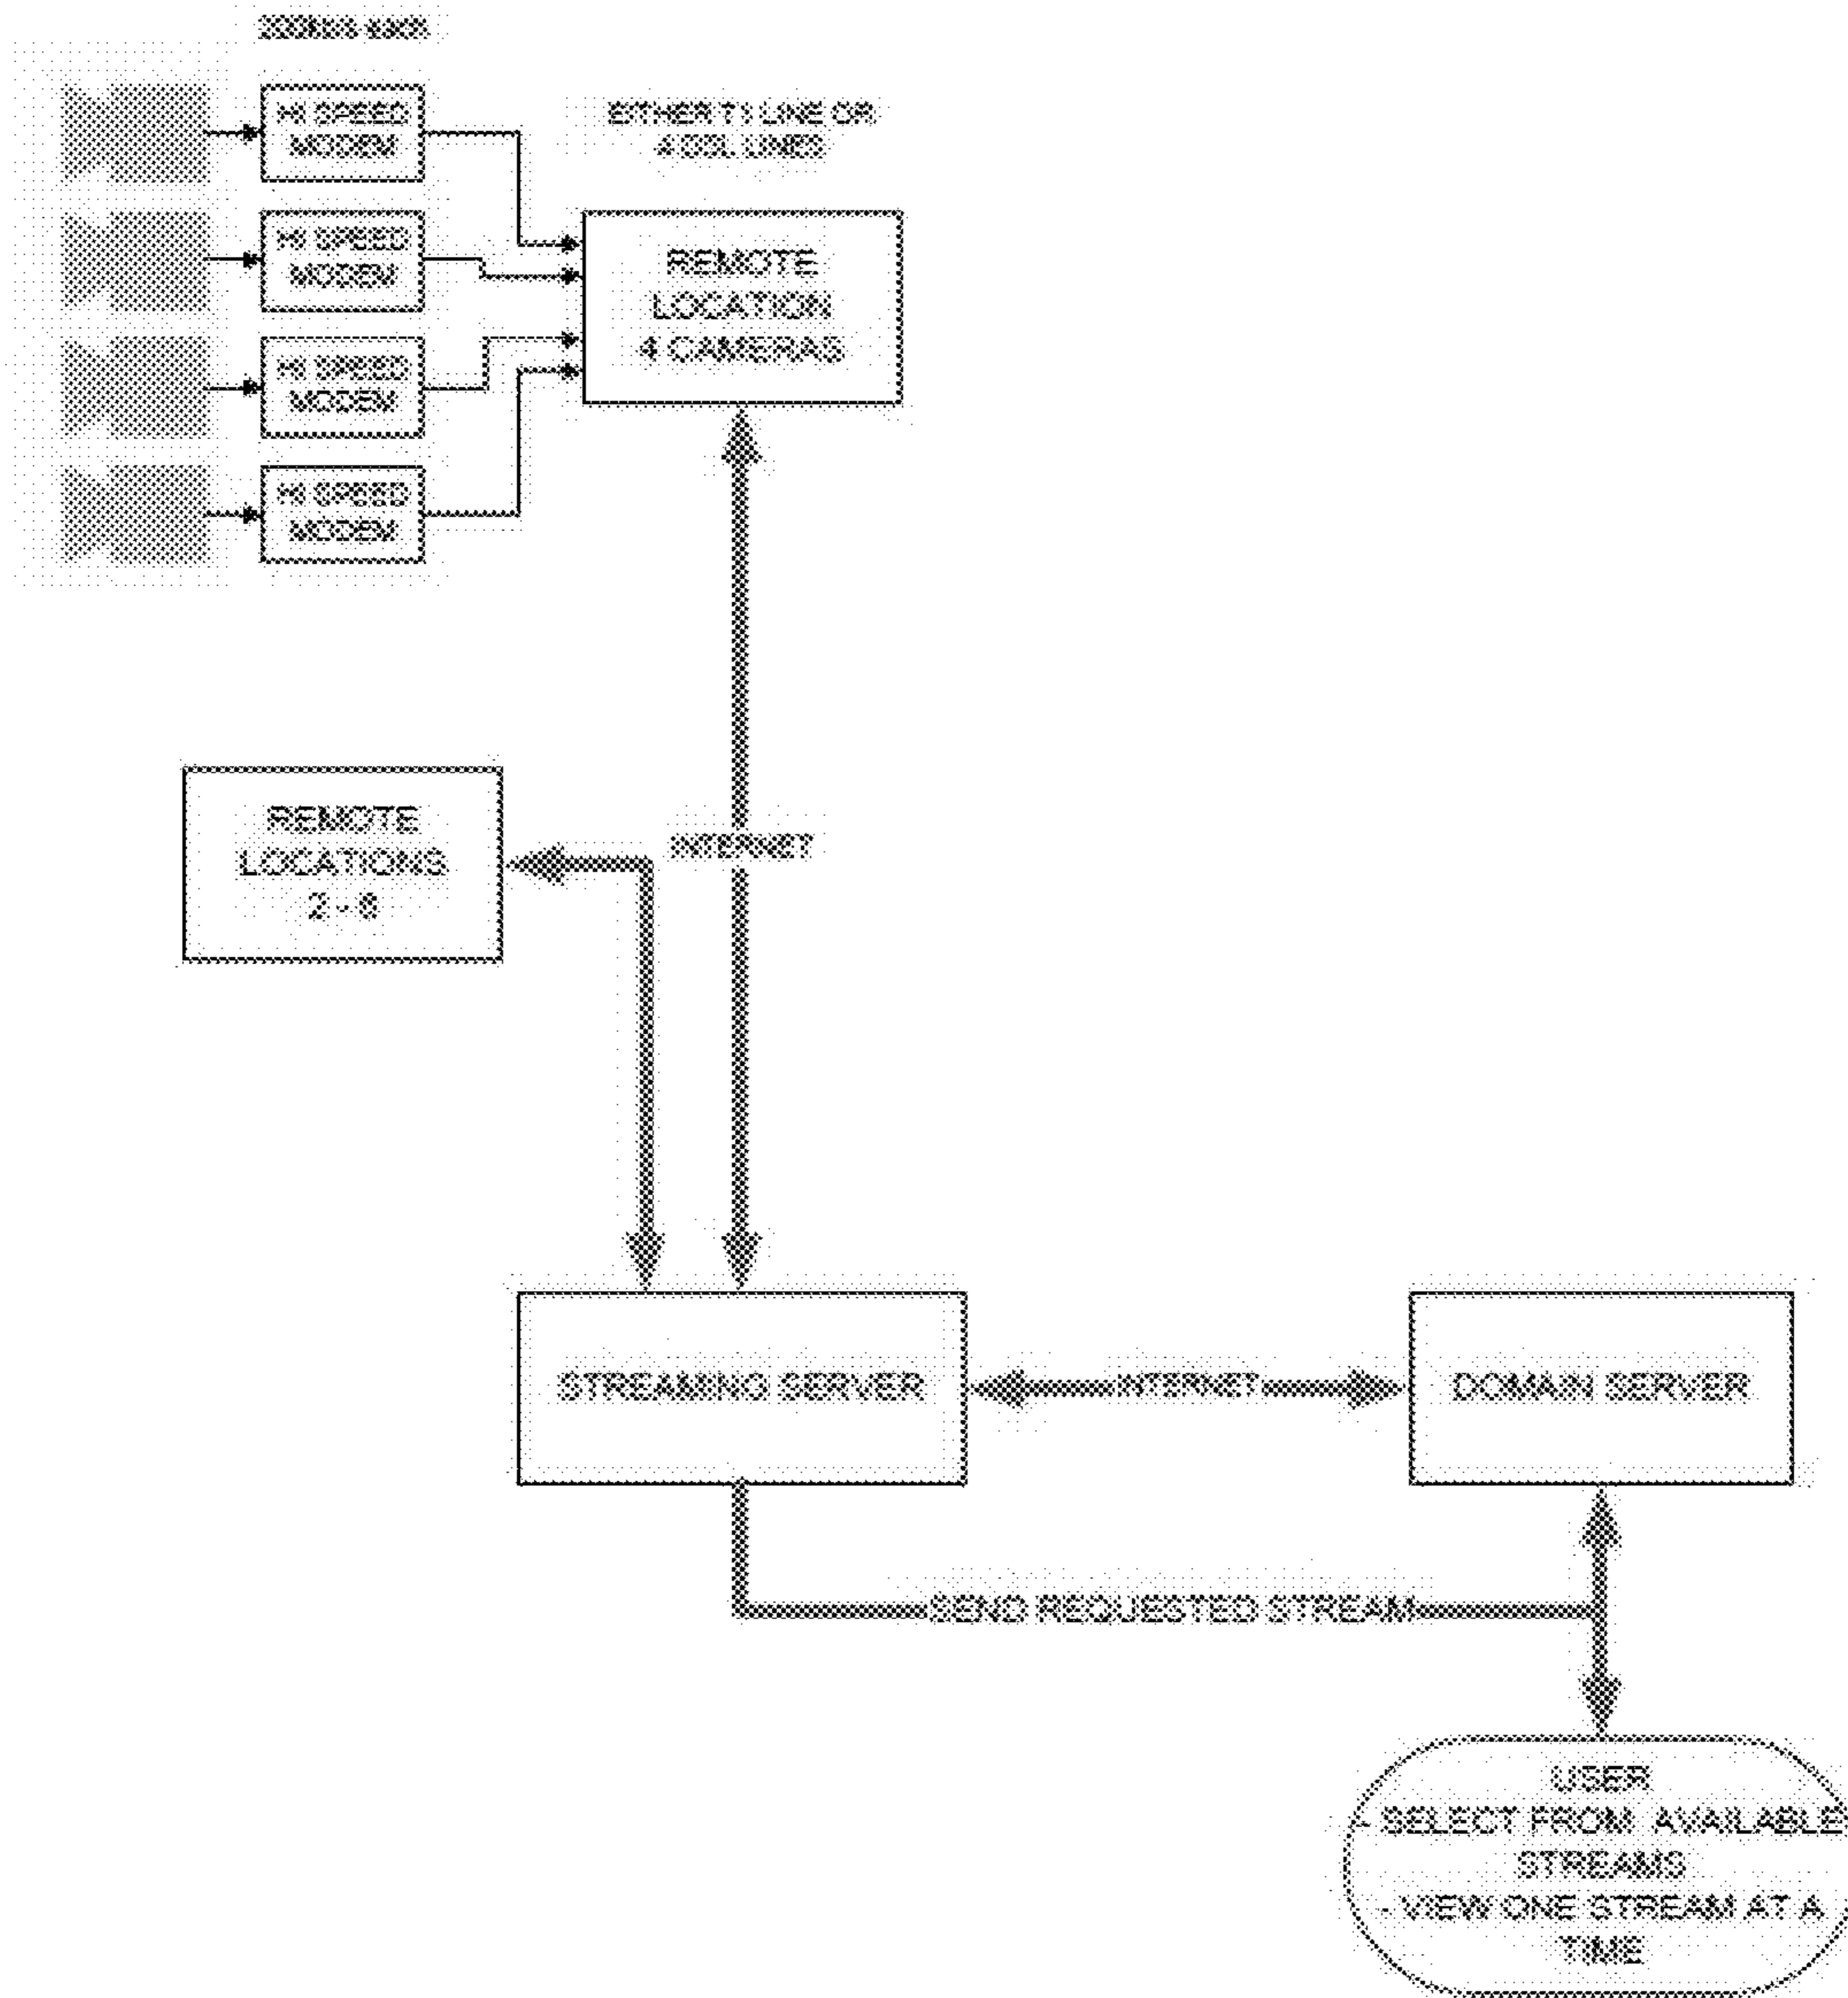 HI SPEED
MODEM
EITHER T1 LINE OR
4 DSL LINES
HI SPEED
MODEM
REMOTE
LOCATION
4 CAMERAS
HI SPEED
MODEM
HI SPEED
MODEM
REMOTE
LOCATIONS
INTERNET
STREAMING SERVER
INTERNET
DOMAIN SERVER
SEND REQUESTED STREAM
USER
- SELECT FROM AVAILABLE
STREAMS
- VIEW ONE STREAM AT A
TIME